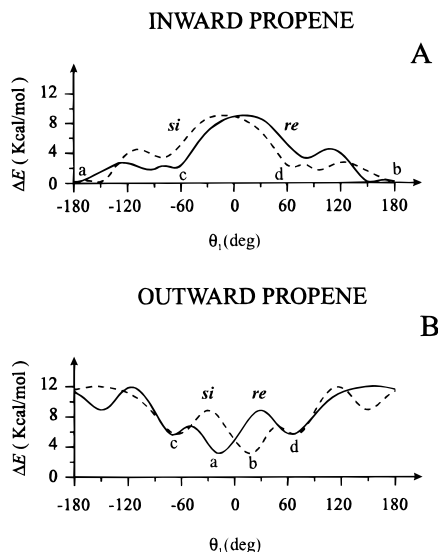 INWARD PROPENE
A
ΔE ( Kcal/mol)
12
8
4
0
si
re
a
c
d
b
-180 -120 -60 0 60 120 180
θ₁(deg)
OUTWARD PROPENE
B
ΔE ( Kcal/mol)
12
8
4
0
si
re
c
a
b
d
-180 -120 -60 0 60 120 180
θ₁(deg)